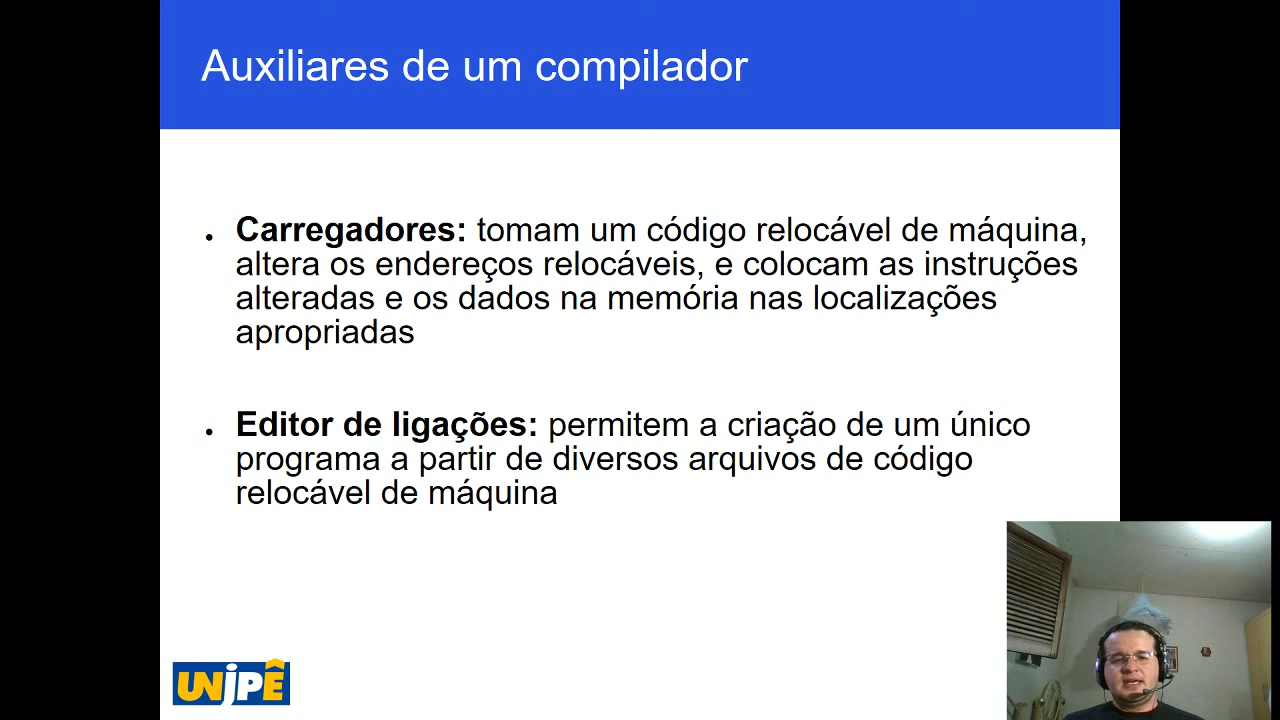 Auxiliares de um compilador
● Carregadores: tomam um código relocável de máquina,
altera os endereços relocáveis, e colocam as instruções
alteradas e os dados na memória nas localizações
apropriadas
● Editor de ligações: permitem a criação de um único
programa a partir de diversos arquivos de código
relocável de máquina
UNIPÊ